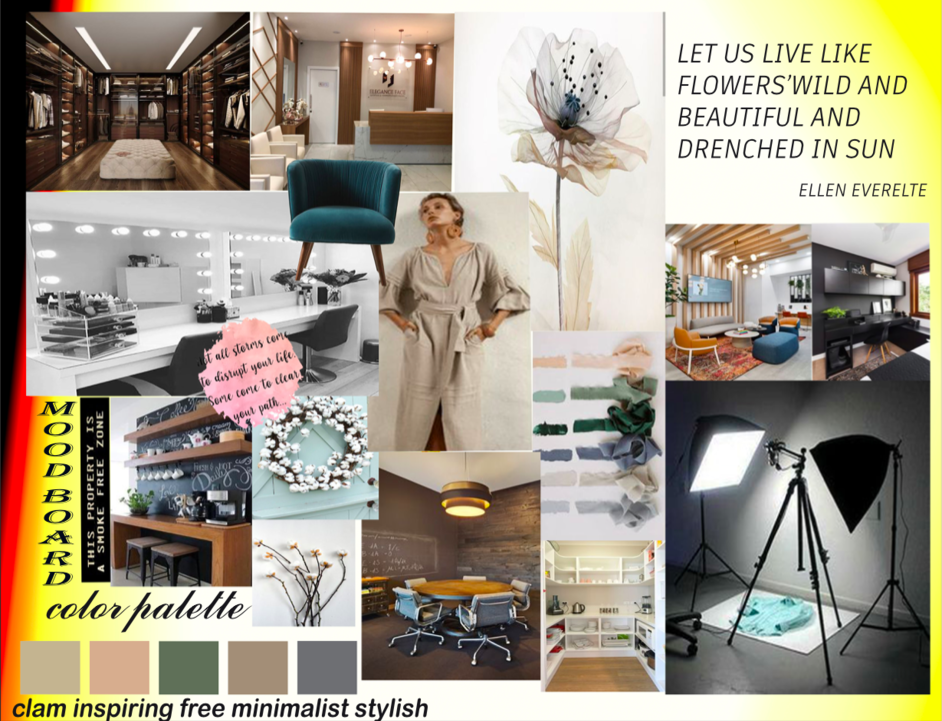 LET US LIVE LIKE
FLOWERS'WILD AND
BEAUTIFUL AND
DRENCHED IN SUN
ELLEN EVERELTE
ELEGANCE FACE
all storms come
to disrupt your life.
Some come to clear
your path...
MOOD BOARD
THIS PROPERTY IS
A SMOKE FREE ZONE
color palette
clam inspiring free minimalist stylish